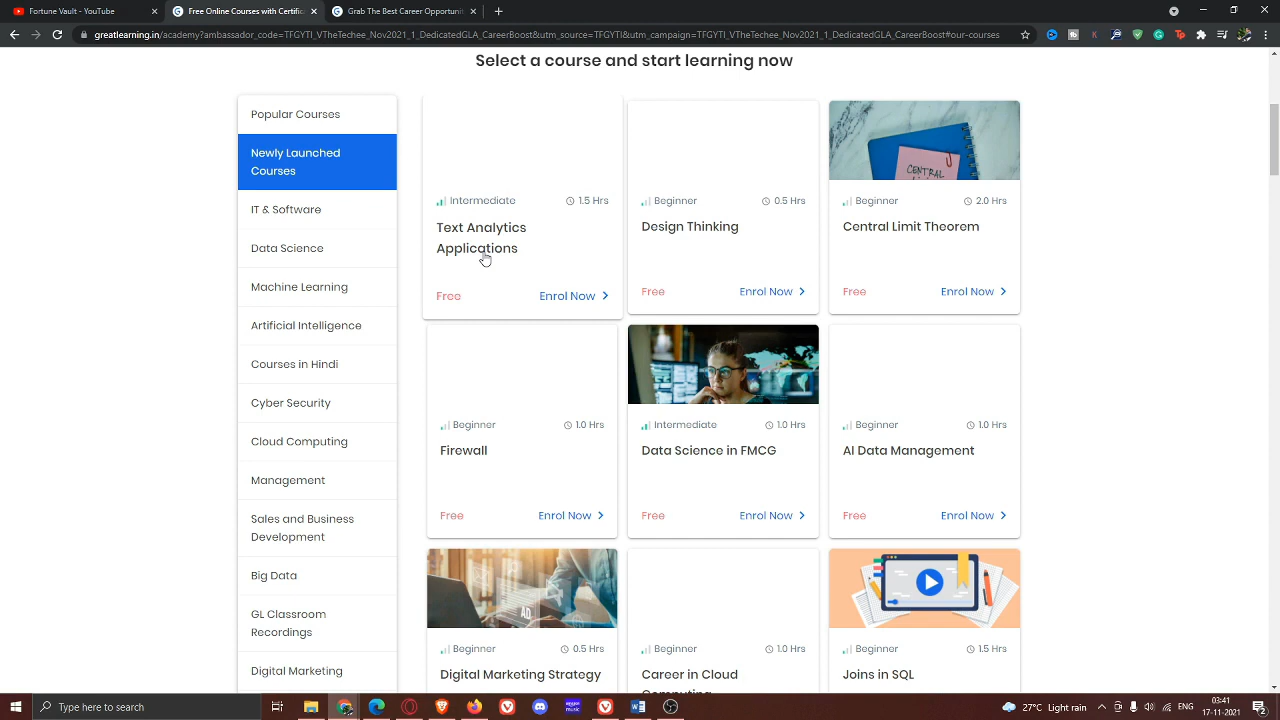 Fortune Vault - YouTube
Free Online Courses with Certific
Grab The Best Career Opportunit
greatlearning.in/academy?ambassador_code=TFGYTI_VheTechee_Nov2021_1_DedicatedGLA_CareerBoost&utm_source=TFGYTI&utm_campaign=TFGYTI_VheTechee_Nov2021_1_DedicatedGLA_CareerBoost#our-courses
Select a course and start learning now
Popular Courses
Newly Launched
Courses
IT & Software
Data Science
Machine Learning
Artificial Intelligence
Courses in Hindi
Cyber Security
Cloud Computing
Management
Sales and Business
Development
Big Data
GL Classroom
Recordings
Digital Marketing
Intermediate 1.5 Hrs
Text Analytics
Applications
Free Enrol Now
Beginner 0.5 Hrs
Design Thinking
Free Enrol Now
CENTRAL
Beginner 2.0 Hrs
Central Limit Theorem
Free Enrol Now
Beginner 1.0 Hrs
Firewall
Free Enrol Now
Intermediate 1.0 Hrs
Data Science in FMCG
Free Enrol Now
Beginner 1.0 Hrs
AI Data Management
Free Enrol Now
AD
Beginner 0.5 Hrs
Digital Marketing Strategy
Beginner 1.0 Hrs
Career in Cloud
Computing
Beginner 1.5 Hrs
Joins in SQL
Type here to search
27°C Light rain
ENG
03:41
17-11-2021